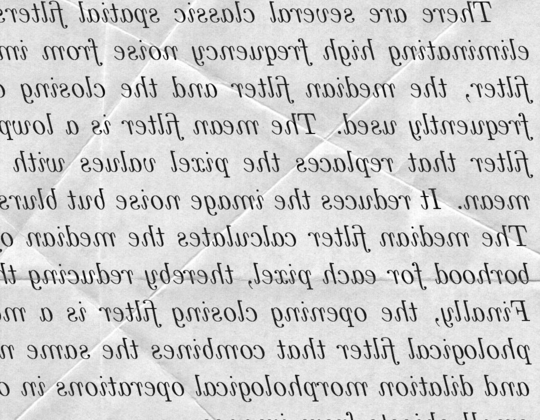 There are several classic spatial filters
eliminating high frequency noise from im
filter, the median filter and the closing
frequently used. The mean filter is a lowp
filter that replaces the pixel values with
mean. It reduces the image noise but blurs
The median filter calculates the median
borhood for each pixel, thereby reducing th
Finally, the opening closing filter is a
phological filter that combines the same
and dilation morphological operations in